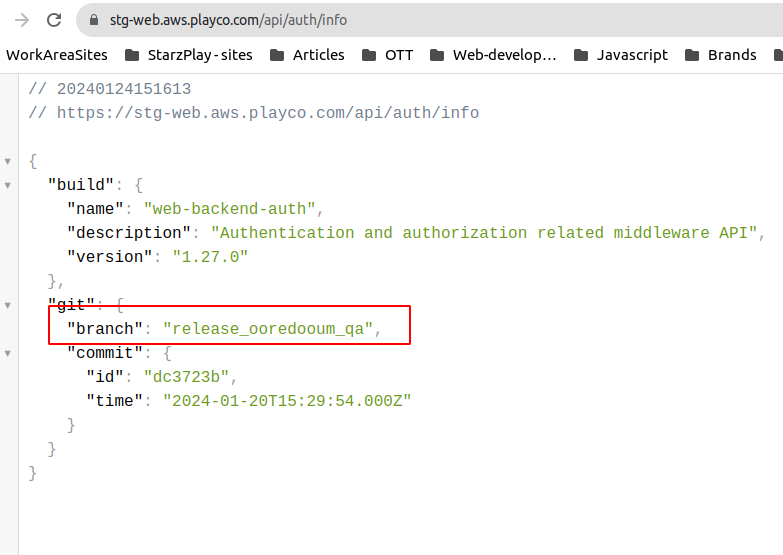 stg-web.aws.playco.com/api/auth/info
WorkAreaSites StarzPlay-sites Articles OTT Web-develop... Javascript Brands
// 20240124151613
// https://stg-web.aws.playco.com/api/auth/info
{
"build": {
"name": "web-backend-auth",
"description": "Authentication and authorization related middleware API",
"version": "1.27.0"
},
"git": {
"branch": "release_ooredooum_qa",
"commit": {
"id": "dc3723b",
"time": "2024-01-20T15:29:54.000Z"
}
}
}